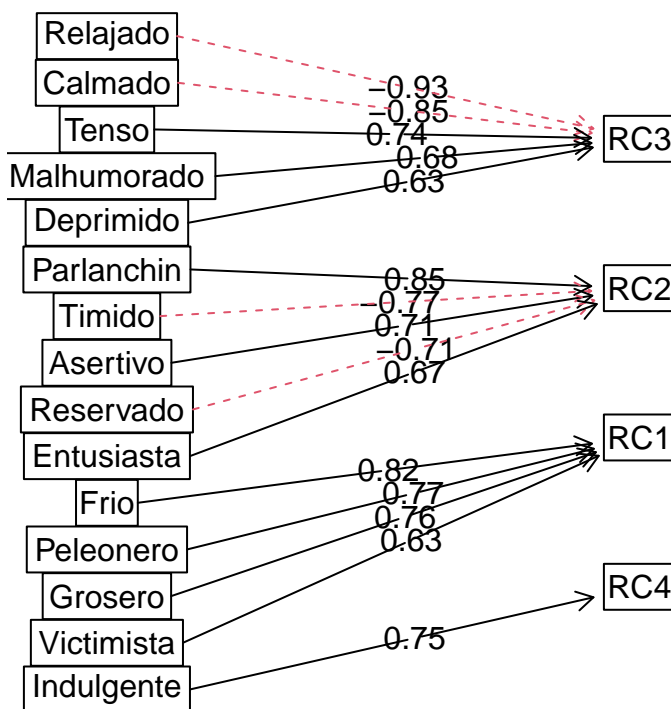 Relajado
Calmado
Tenso
Malhumorado
Deprimido
Parlanchin
Timido
Asertivo
Reservado
Entusiasta
Frio
Peleonero
Grosero
Victimista
Indulgente
−0.93
−0.85
0.74
0.68
0.63
0.85
−0.77
0.71
−0.71
0.67
0.82
0.77
0.76
0.63
0.75
RC3
RC2
RC1
RC4